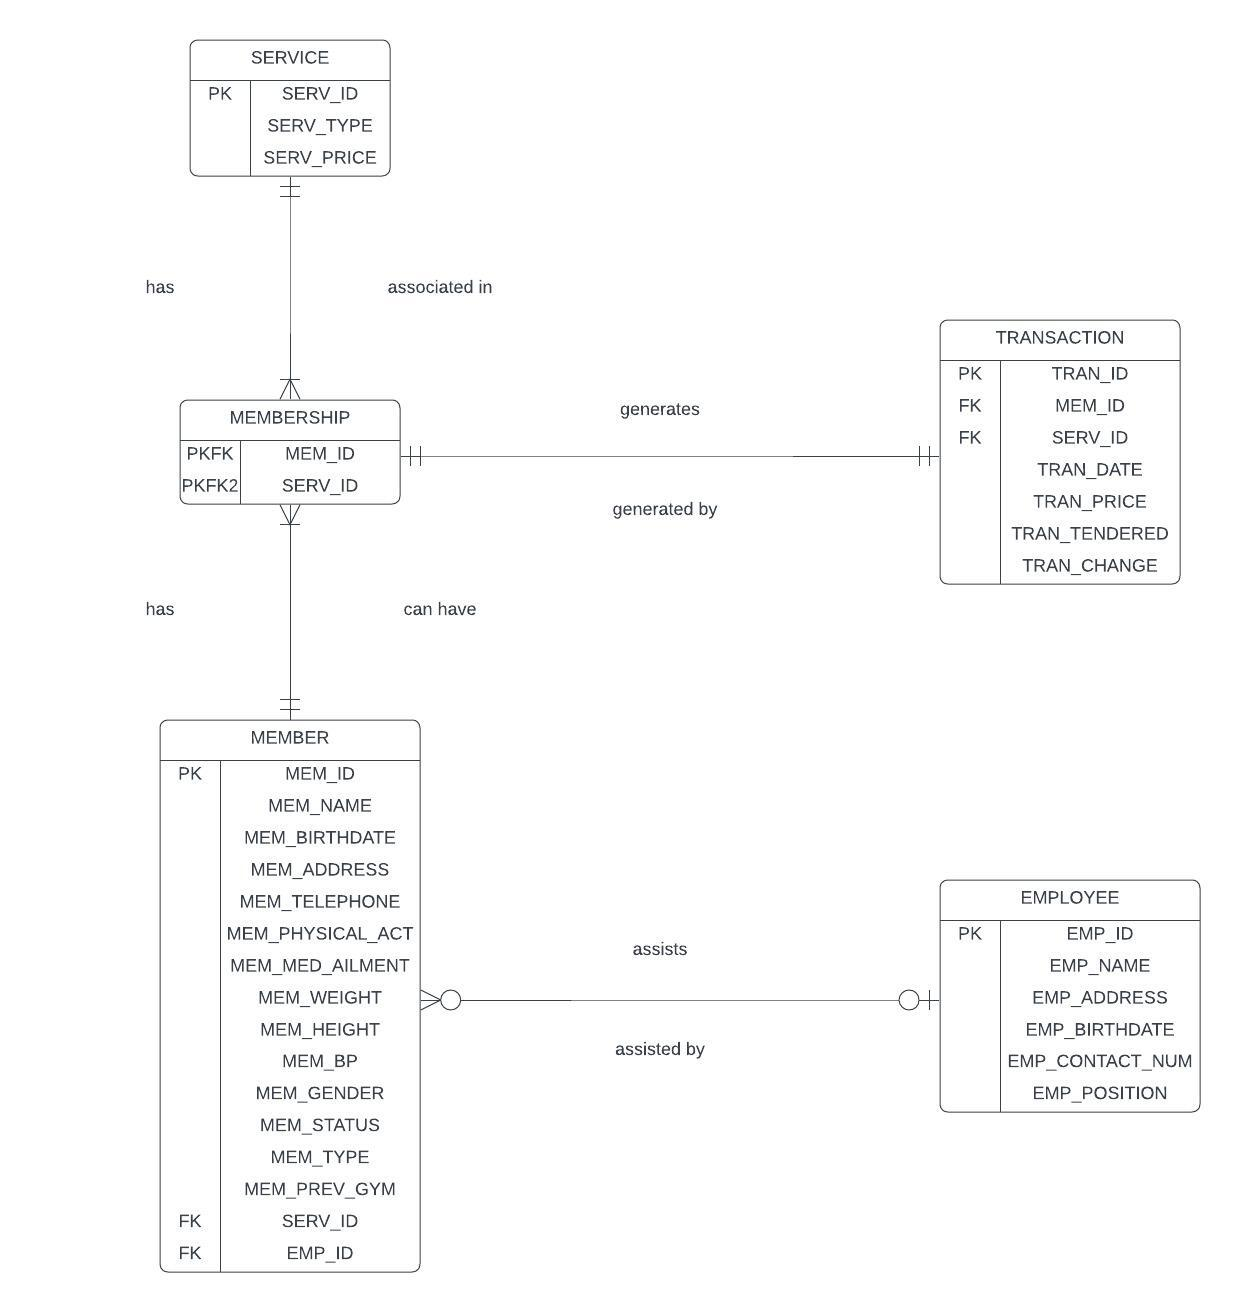 SERVICE
PK SERV_ID
SERV_TYPE
SERV_PRICE
has associated in
MEMBERSHIP
PKFK MEM_ID
PKFK2 SERV_ID
generates
generated by
TRANSACTION
PK TRAN_ID
FK MEM_ID
FK SERV_ID
TRAN_DATE
TRAN_PRICE
TRAN_TENDERED
TRAN_CHANGE
has can have
MEMBER
PK MEM_ID
MEM_NAME
MEM_BIRTHDATE
MEM_ADDRESS
MEM_TELEPHONE
MEM_PHYSICAL_ACT
MEM_MED_AILMENT
MEM_WEIGHT
MEM_HEIGHT
MEM_BP
MEM_GENDER
MEM_STATUS
MEM_TYPE
MEM_PREV_GYM
FK SERV_ID
FK EMP_ID
assists
assisted by
EMPLOYEE
PK EMP_ID
EMP_NAME
EMP_ADDRESS
EMP_BIRTHDATE
EMP_CONTACT_NUM
EMP_POSITION